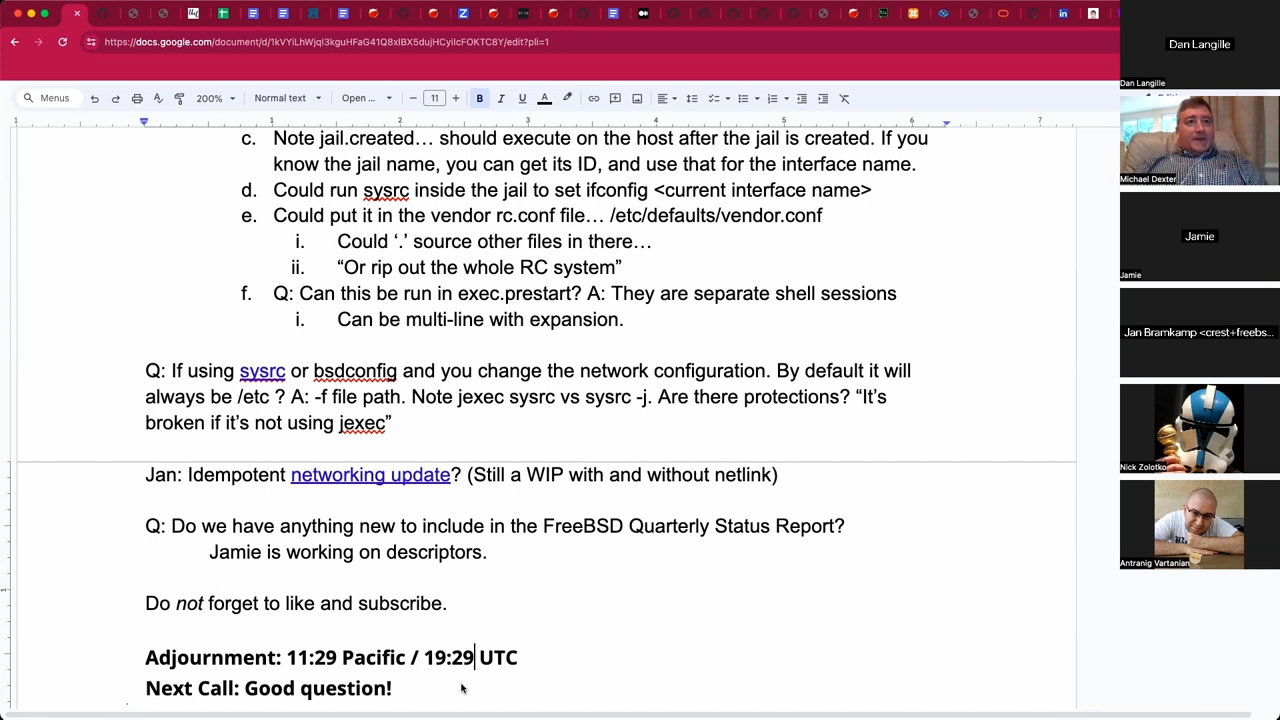 https://docs.google.com/document/d/1kVYiLhWjql3kguHFaG41Q8xIBX5dujHCyiIcFOKTC8Y/edit?pli=1
Menus
200%
Normal text
Open ...
11
B
I
U
A
1
1
2
3
4
5
6
7
c. Note jail.created… should execute on the host after the jail is created. If you
know the jail name, you can get its ID, and use that for the interface name.
d. Could run sysrc inside the jail to set ifconfig <current interface name>
e. Could put it in the vendor rc.conf file… /etc/defaults/vendor.conf
i. Could ‘.’ source other files in there…
ii. “Or rip out the whole RC system”
f. Q: Can this be run in exec.prestart? A: They are separate shell sessions
i. Can be multi-line with expansion.
Q: If using sysrc or bsdconfig and you change the network configuration. By default it will
always be /etc ? A: -f file path. Note jexec sysrc vs sysrc -j. Are there protections? “It’s
broken if it’s not using jexec”
Jan: Idempotent networking update? (Still a WIP with and without netlink)
Q: Do we have anything new to include in the FreeBSD Quarterly Status Report?
Jamie is working on descriptors.
Do not forget to like and subscribe.
Adjournment: 11:29 Pacific / 19:29 UTC
Next Call: Good question!
Dan Langille
Dan Langille
Michael Dexter
Jamie
Jamie
Jan Bramkamp <crest+freebs...
Nick Zolotko
Antranig Vartanian